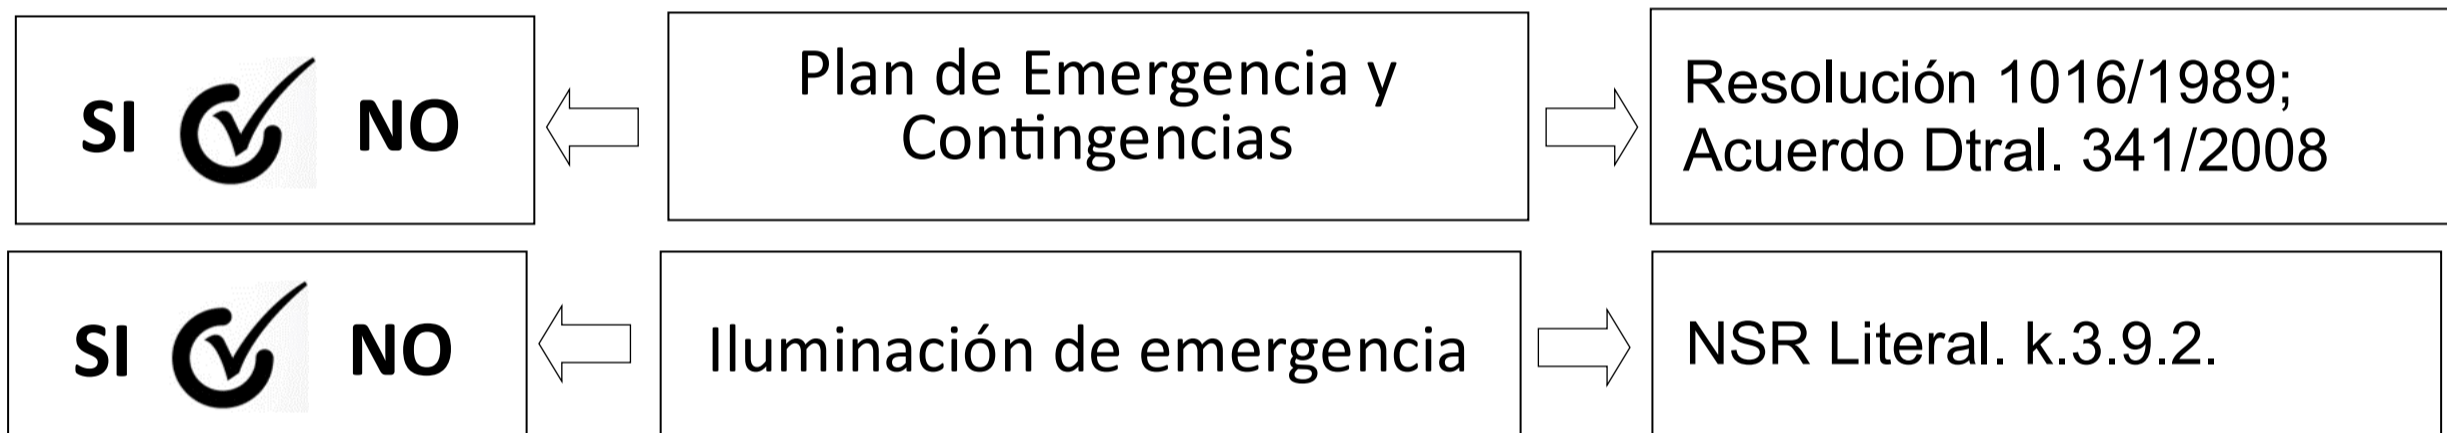 SI NO
Plan de Emergencia y
Contingencias
Resolución 1016/1989;
Acuerdo Dtral. 341/2008
SI NO
Iluminación de emergencia
NSR Literal. k.3.9.2.